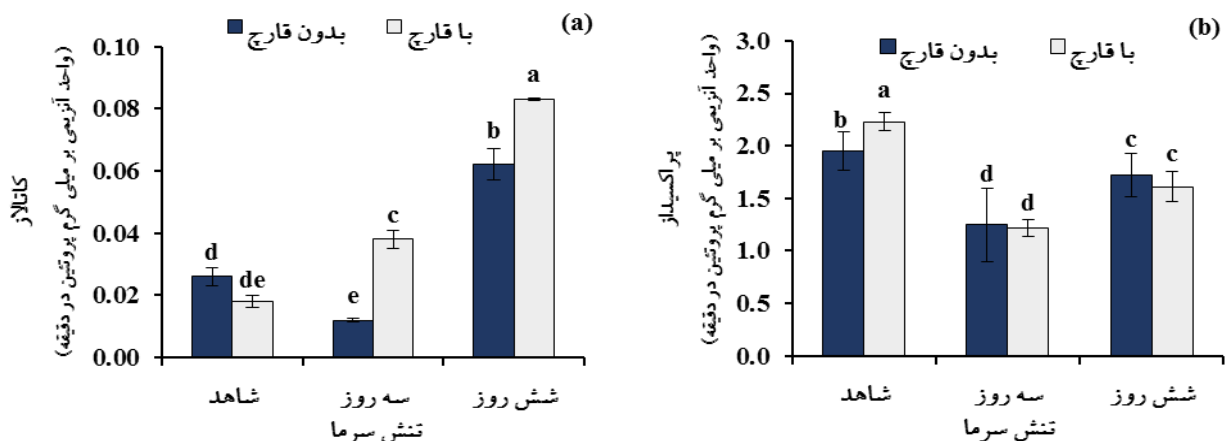 (a)
بدون قارچ با قارچ
کاتالاز
(واحد آنزیمی بر میلی گرم پروتئین در دقیقه)
0.10
0.08
0.06
0.04
0.02
0.00
d
de
e
c
b
a
شاهد سه روز شش روز
تنش سرما
(b)
بدون قارچ با قارچ
پراکسیداز
(واحد آنزیمی بر میلی گرم پروتئین در دقیقه)
3.0
2.5
2.0
1.5
1.0
0.5
0.0
b
a
d
d
c
c
شاهد سه روز شش روز
تنش سرما